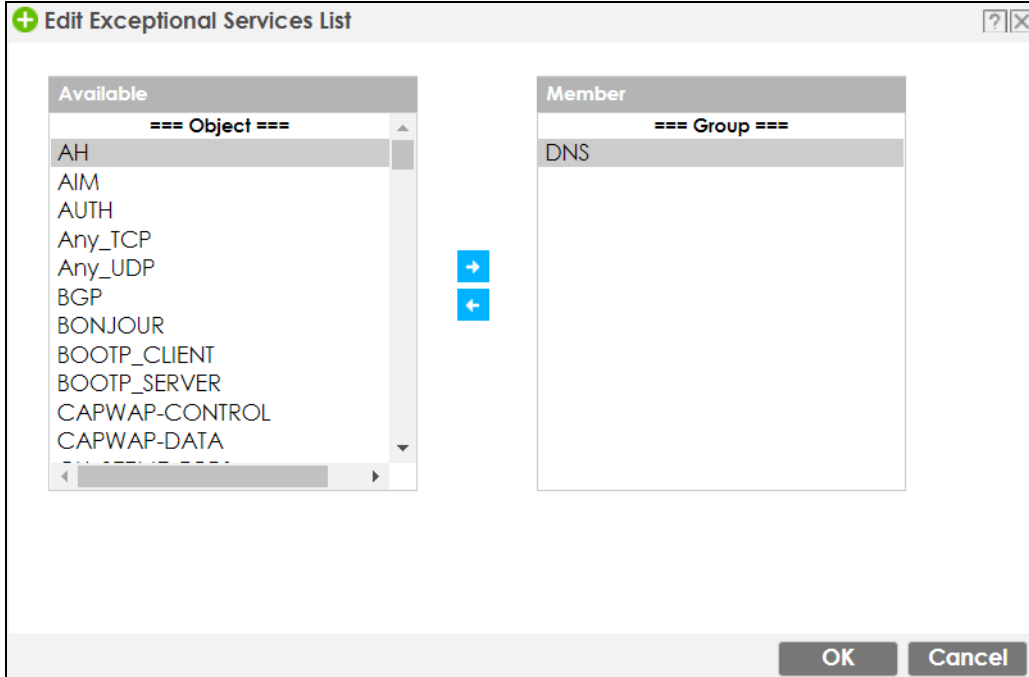 Edit Exceptional Services List
?
Available
=== Object ===
AH
AIM
AUTH
Any_TCP
Any_UDP
BGP
BONJOUR
BOOTP_CLIENT
BOOTP_SERVER
CAPWAP-CONTROL
CAPWAP-DATA
Member
=== Group ===
DNS
OK
Cancel